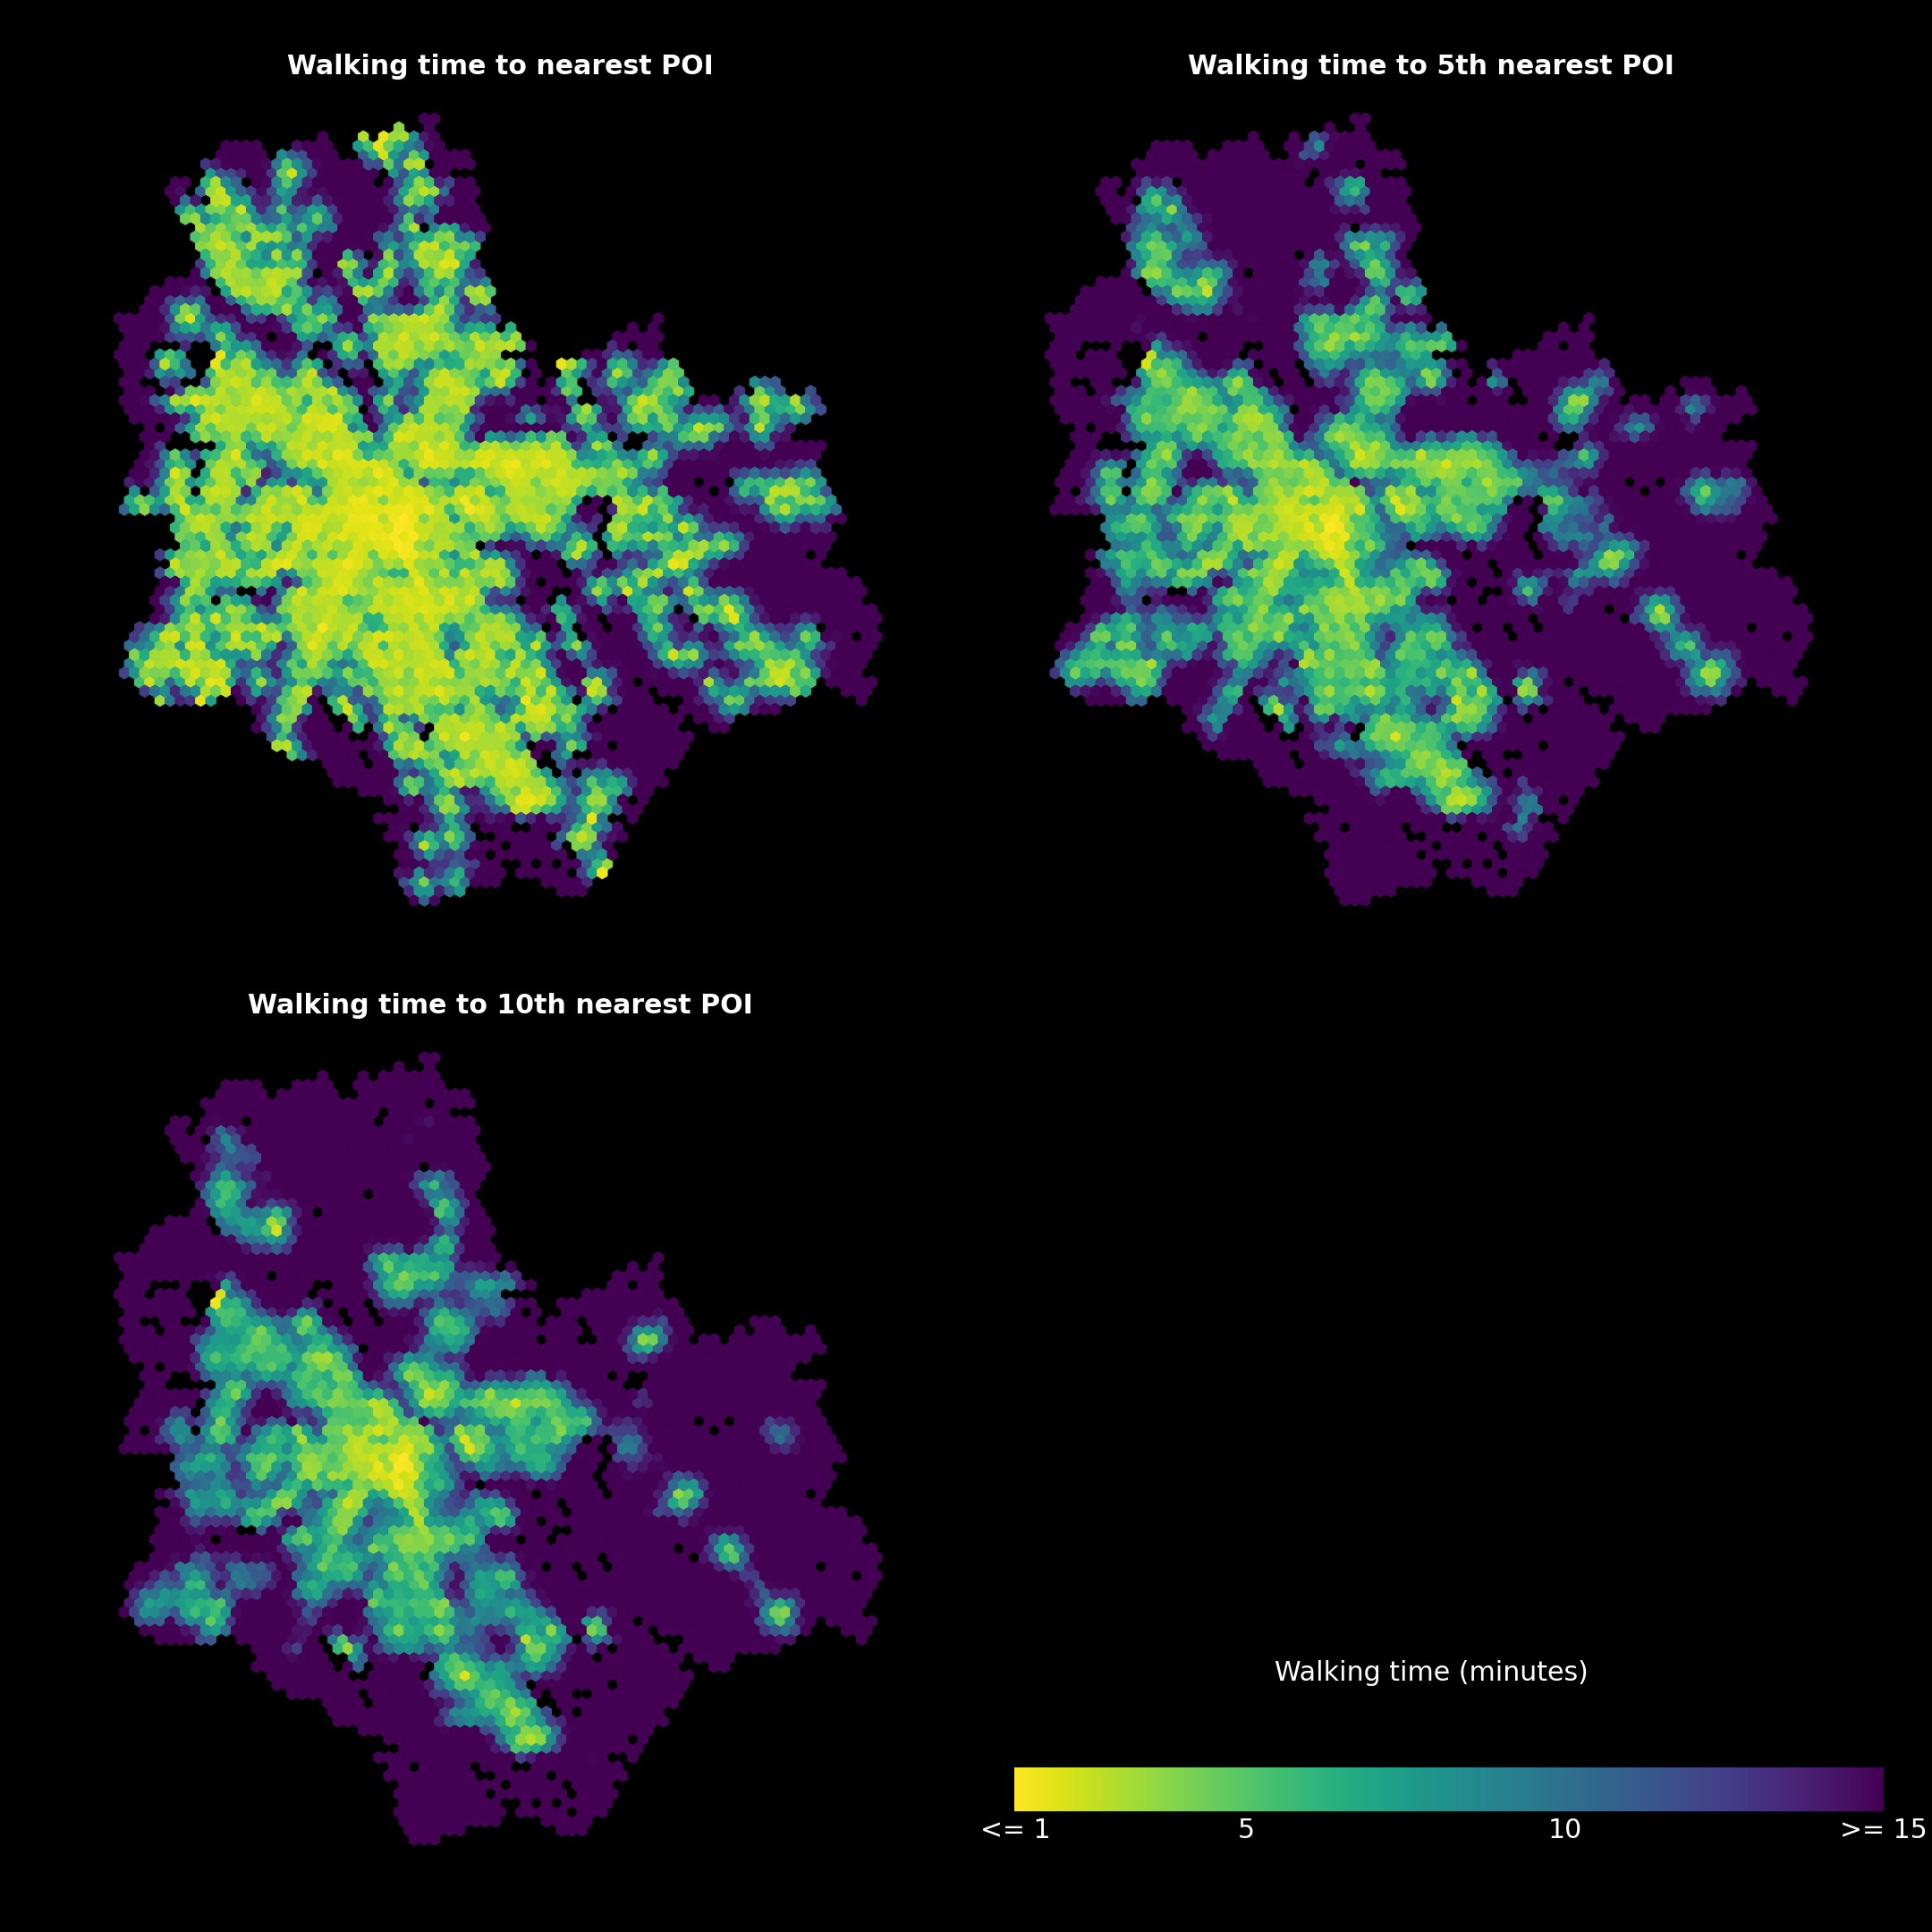 Walking time to nearest POI
Walking time to 5th nearest POI
Walking time to 10th nearest POI
Walking time (minutes)
<= 1 5 10 >= 15